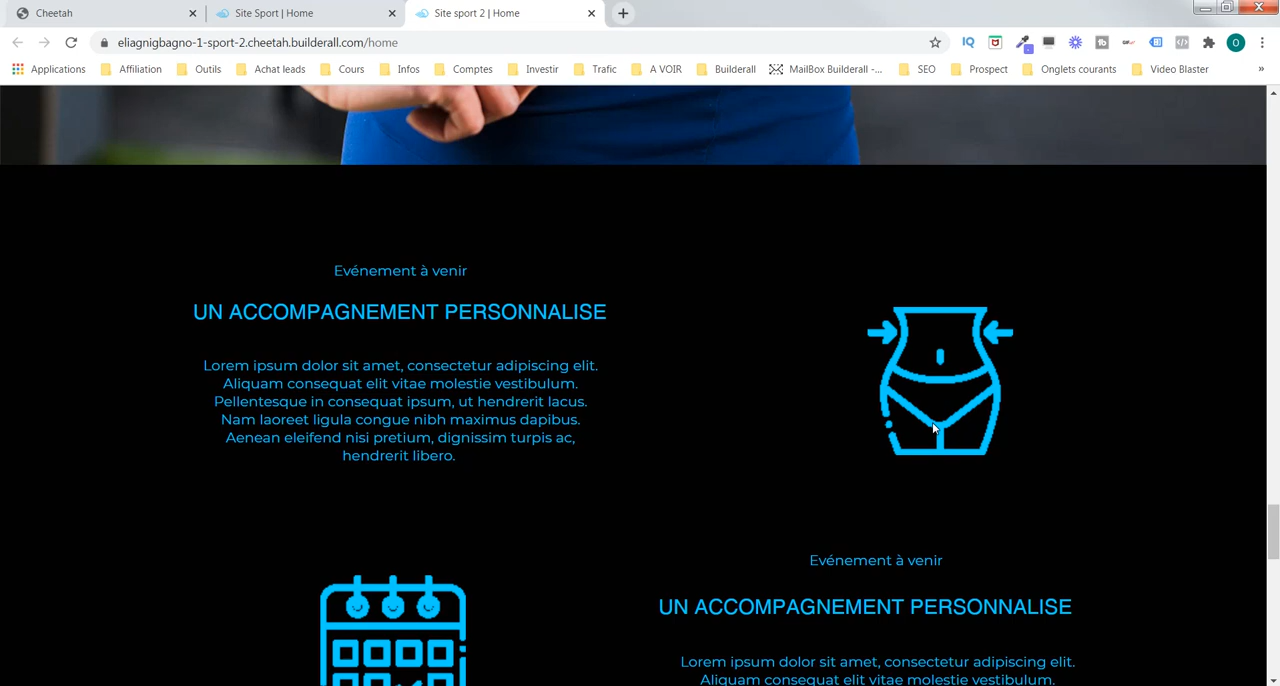 Cheetah
Site Sport | Home
Site sport 2 | Home
eliagnigbagno-1-sport-2.cheetah.builderall.com/home
IQ
O
Applications
Affiliation
Outils
Achat leads
Cours
Infos
Comptes
Investir
Trafic
A VOIR
Builderall
MailBox Builderall -...
SEO
Prospect
Onglets courants
Video Blaster
»
Evénement à venir
UN ACCOMPAGNEMENT PERSONNALISE
Lorem ipsum dolor sit amet, consectetur adipiscing elit.
Aliquam consequat elit vitae molestie vestibulum.
Pellentesque in consequat ipsum, ut hendrerit lacus.
Nam laoreet ligula congue nibh maximus dapibus.
Aenean eleifend nisi pretium, dignissim turpis ac,
hendrerit libero.
Evénement à venir
UN ACCOMPAGNEMENT PERSONNALISE
Lorem ipsum dolor sit amet, consectetur adipiscing elit.
Aliquam consequat elit vitae molestie vestibulum.